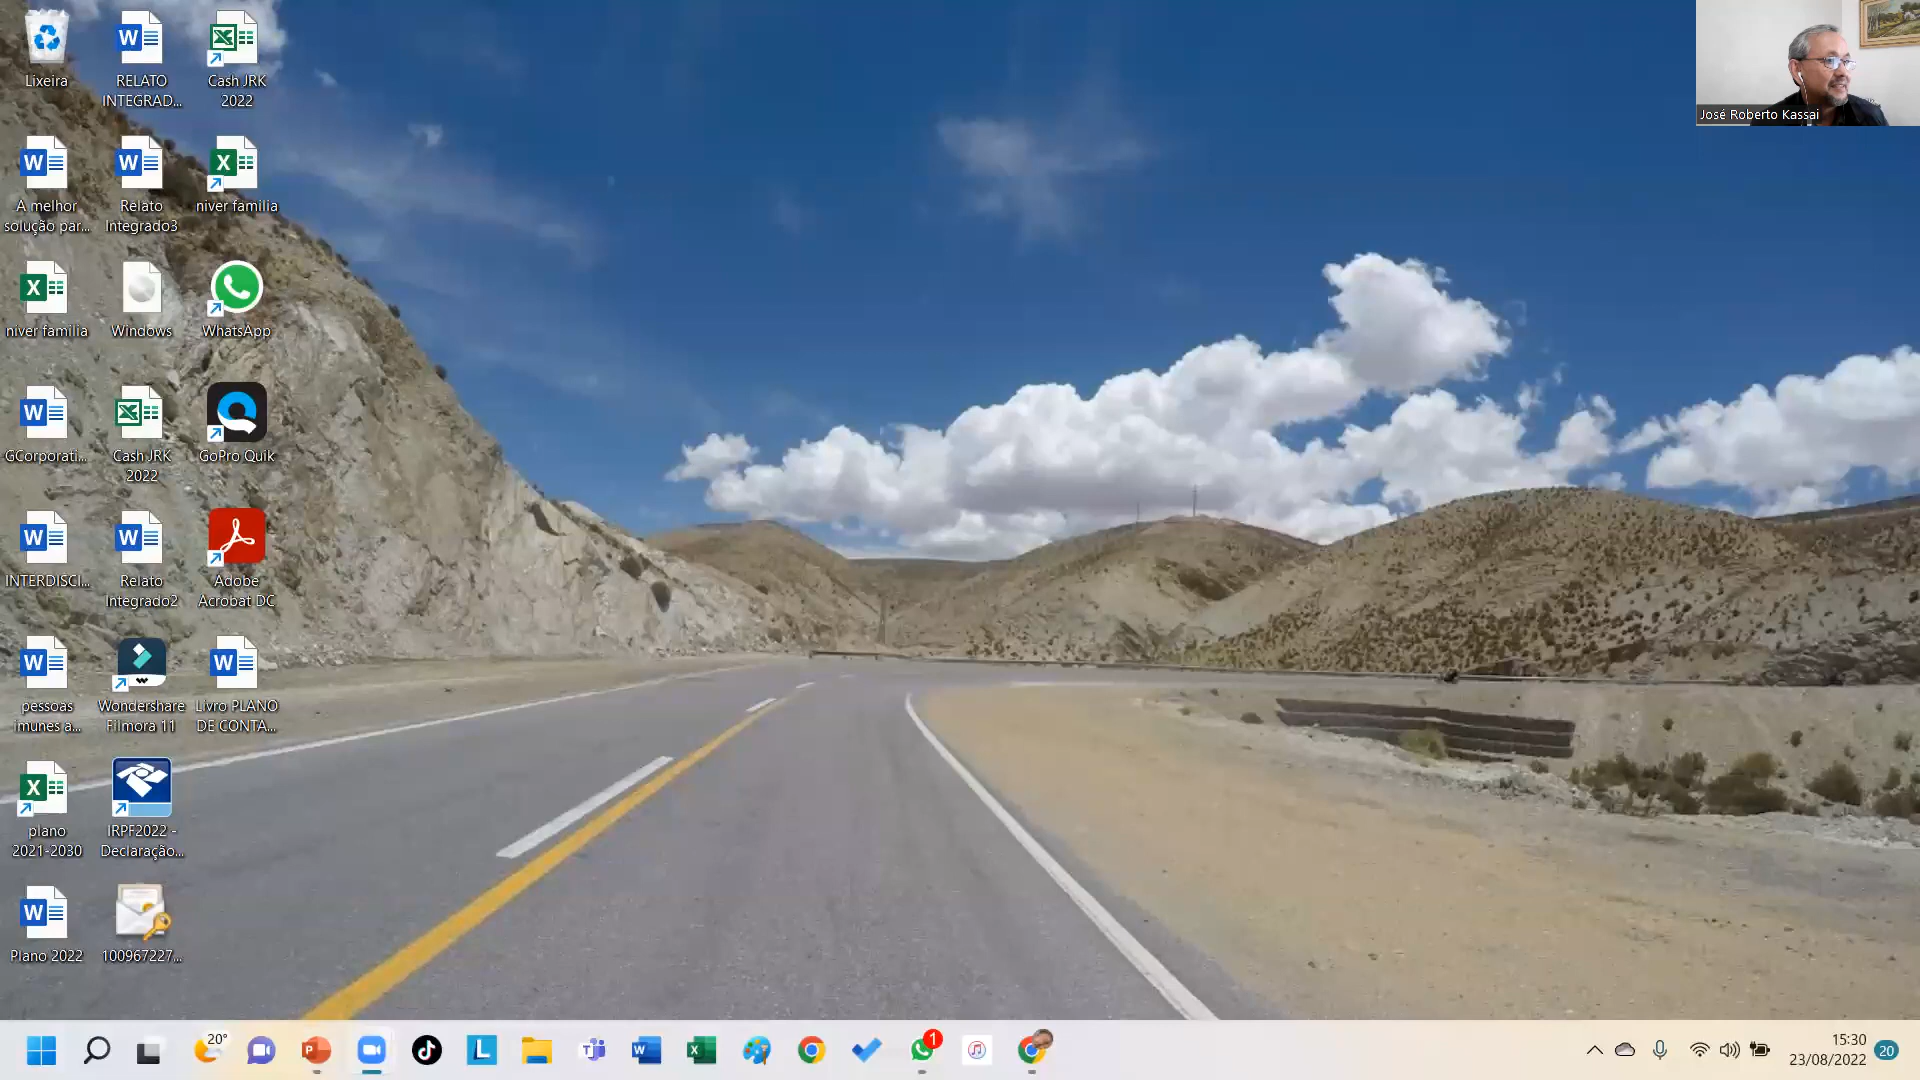 Lixeira
RELATO
INTEGRAD...
Cash JRK
2022
A melhor
solução par...
Relato
Integrado3
niver familia
niver familia
Windows
WhatsApp
GCorporati...
Cash JRK
2022
GoPro Quik
INTERDISCI...
Relato
Integrado2
Adobe
Acrobat DC
pessoas
imunes a...
Wondershare
Filmora 11
Livro PLANO
DE CONTA...
plano
2021-2030
IRPF2022 -
Declaração...
Plano 2022
100967227...
José Roberto Kassai
20°
1
15:30
23/08/2022
20